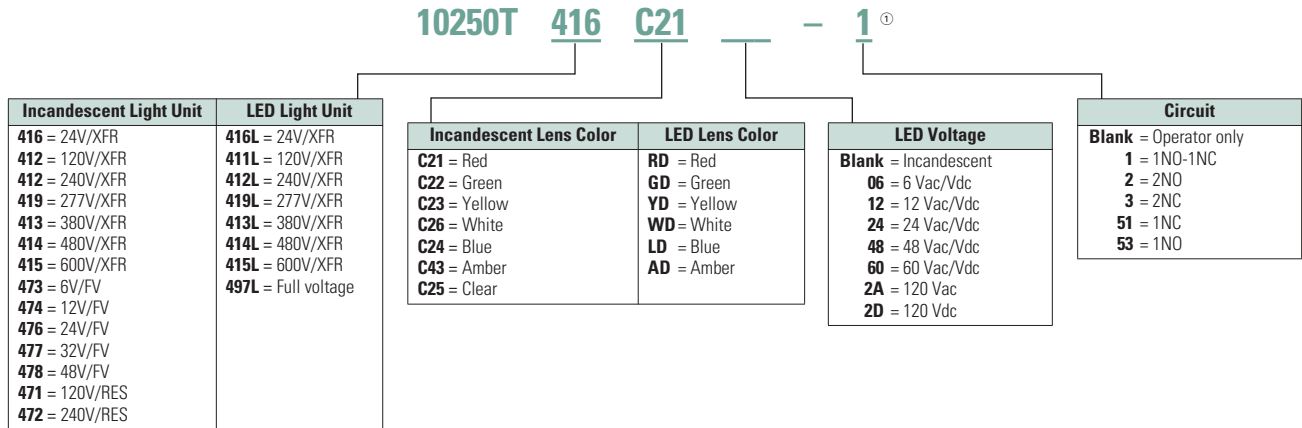 10250T 416 C21 __ – 1 ①
Incandescent Light Unit
416 = 24V/XFR
412 = 120V/XFR
412 = 240V/XFR
419 = 277V/XFR
413 = 380V/XFR
414 = 480V/XFR
415 = 600V/XFR
473 = 6V/FV
474 = 12V/FV
476 = 24V/FV
477 = 32V/FV
478 = 48V/FV
471 = 120V/RES
472 = 240V/RES
LED Light Unit
416L = 24V/XFR
411L = 120V/XFR
412L = 240V/XFR
419L = 277V/XFR
413L = 380V/XFR
414L = 480V/XFR
415L = 600V/XFR
497L = Full voltage
Incandescent Lens Color
C21 = Red
C22 = Green
C23 = Yellow
C26 = White
C24 = Blue
C43 = Amber
C25 = Clear
LED Lens Color
RD = Red
GD = Green
YD = Yellow
WD = White
LD = Blue
AD = Amber
LED Voltage
Blank = Incandescent
06 = 6 Vac/Vdc
12 = 12 Vac/Vdc
24 = 24 Vac/Vdc
48 = 48 Vac/Vdc
60 = 60 Vac/Vdc
2A = 120 Vac
2D = 120 Vdc
Circuit
Blank = Operator only
1 = 1NO-1NC
2 = 2NO
3 = 2NC
51 = 1NC
53 = 1NO